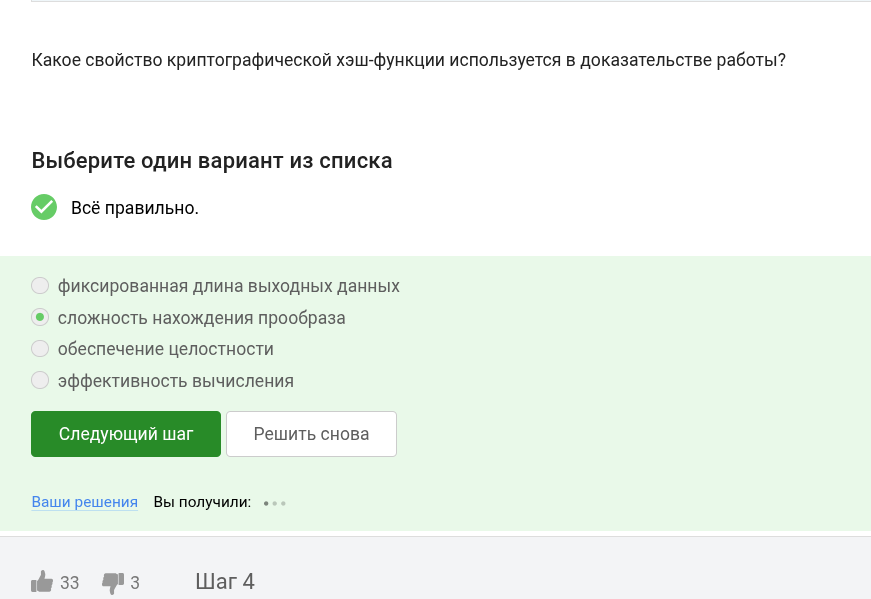 Какое свойство криптографической хэш-функции используется в доказательстве работы?
Выберите один вариант из списка
Всё правильно.
фиксированная длина выходных данных
сложность нахождения прообраза
обеспечение целостности
эффективность вычисления
Следующий шаг
Решить снова
Ваши решения Вы получили:
33 3 Шаг 4